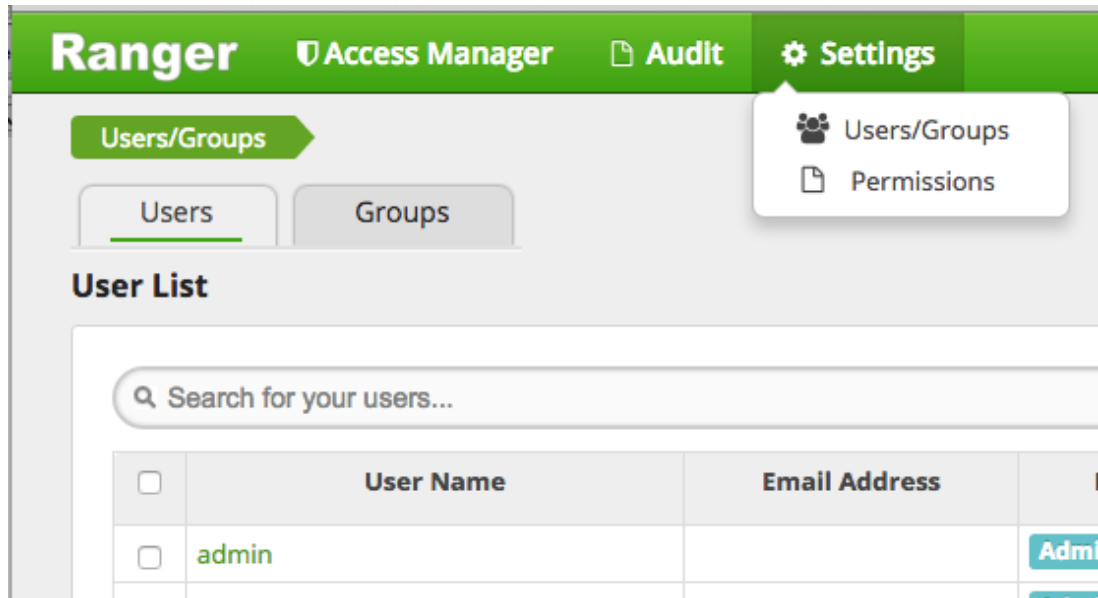 Ranger Access Manager Audit Settings
Users/Groups
Permissions
Users/Groups
Users Groups
User List
Search for your users...
User Name Email Address
admin